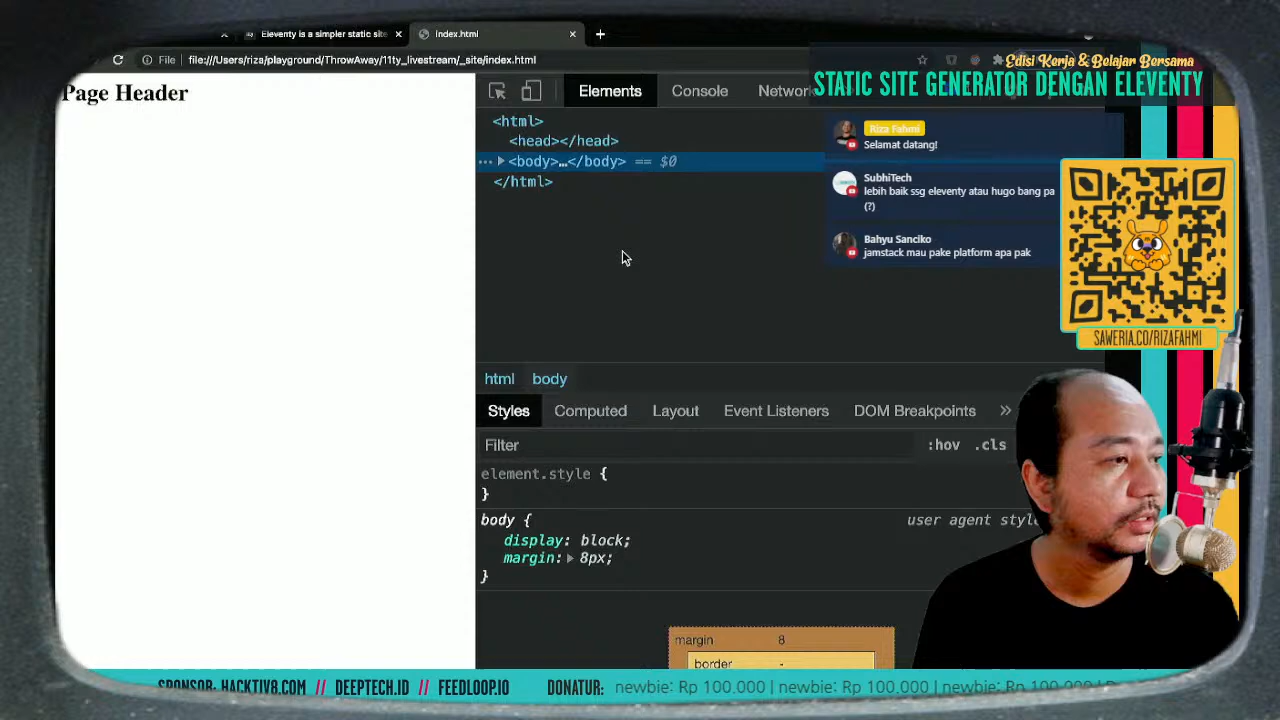 Eleventy is a simpler static site
index.html
File
file:///Users/riza/playground/ThrowAway/11ty_livestream/_site/index.html
Edisi Kerja & Belajar Bersama
STATIC SITE GENERATOR DENGAN ELEVENTY
Page Header
Elements
Console
Network
<html>
<head></head>
<body>…</body> == $0
</html>
Riza Fahmi
Selamat datang!
SubhiTech
lebih baik ssg eleventy atau hugo bang pa
(?)
Bahyu Sanciko
jamstack mau pake platform apa pak
SAWERIA.CO/RIZAFAHMI
html
body
Styles
Computed
Layout
Event Listeners
DOM Breakpoints
Filter
:hov
.cls
element.style {
}
body {
user agent style
display: block;
margin: 8px;
}
margin
8
border
-
SPONSOR: HACKTIV8.COM // DEEPTECH.ID // FEEDLOOP.IO
DONATUR:
newbie: Rp 100.000 | newbie: Rp 100.000 | newbie: Rp 100.000 |